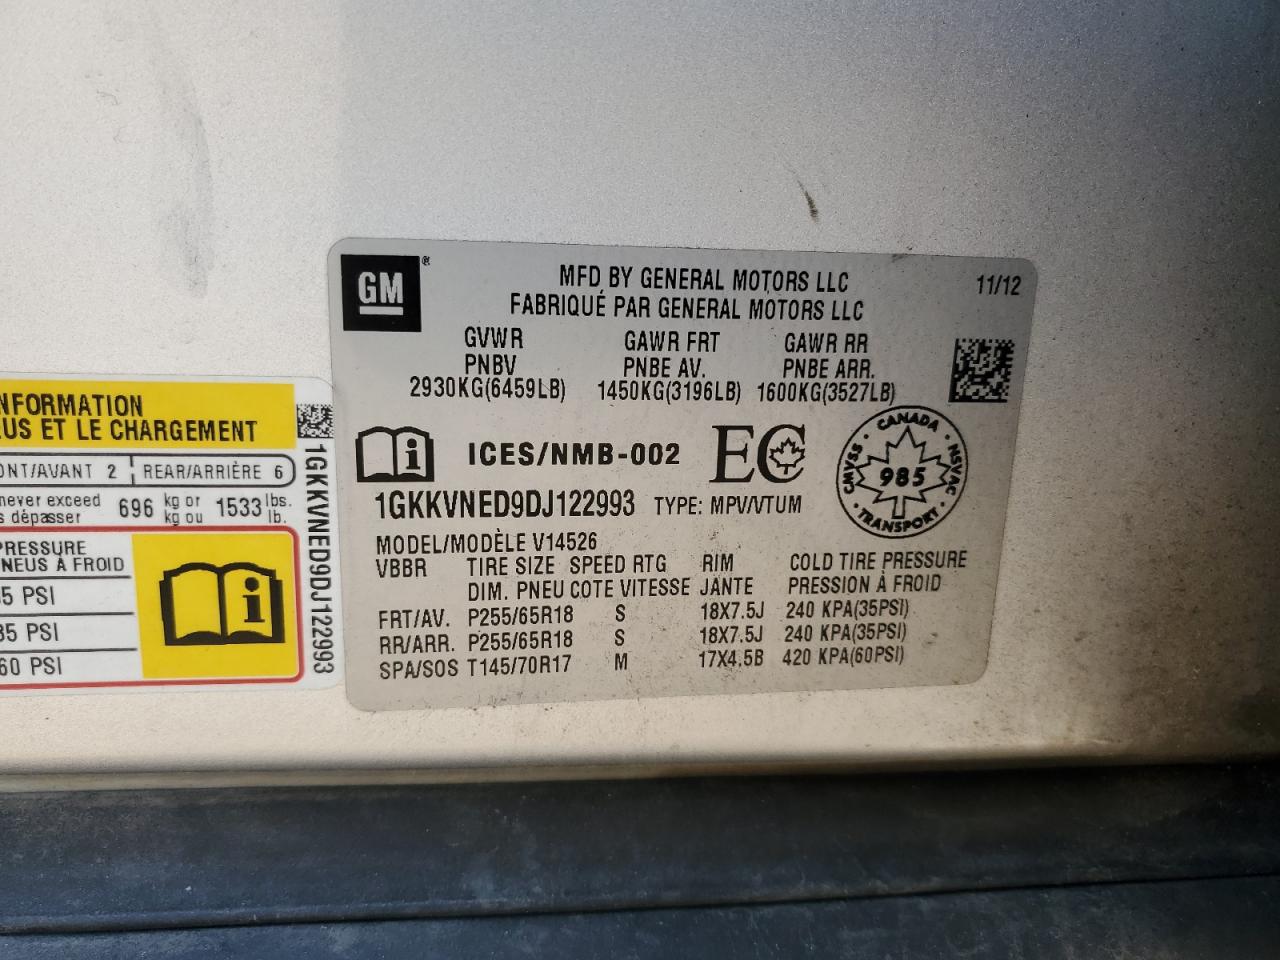 GM®
MFD BY GENERAL MOTORS LLC
FABRIQUÉ PAR GENERAL MOTORS LLC
11/12
GVWR GAWR FRT GAWR RR
PNBV PNBE AV. PNBE ARR.
2930KG(6459LB) 1450KG(3196LB) 1600KG(3527LB)
i ICES/NMB-002 EC
CANADA
CMVSS 985 NSVAC
TRANSPORT
1GKKVNED9DJ122993 TYPE: MPV/VTUM
MODEL/MODÈLE V14526
VBBR TIRE SIZE SPEED RTG RIM COLD TIRE PRESSURE
DIM. PNEU COTE VITESSE JANTE PRESSION À FROID
FRT/AV. P255/65R18 S 18X7.5J 240 KPA(35PSI)
RR/ARR. P255/65R18 S 18X7.5J 240 KPA(35PSI)
SPA/SOS T145/70R17 M 17X4.5B 420 KPA(60PSI)
NFORMATION
US ET LE CHARGEMENT
ONT/AVANT 2 REAR/ARRIÈRE 6
never exceed 696 kg or 1533 lbs.
s dépasser kg ou lb.
PRESSURE
NEUS À FROID
5 PSI
35 PSI
60 PSI
i
1GKKVNED9DJ122993